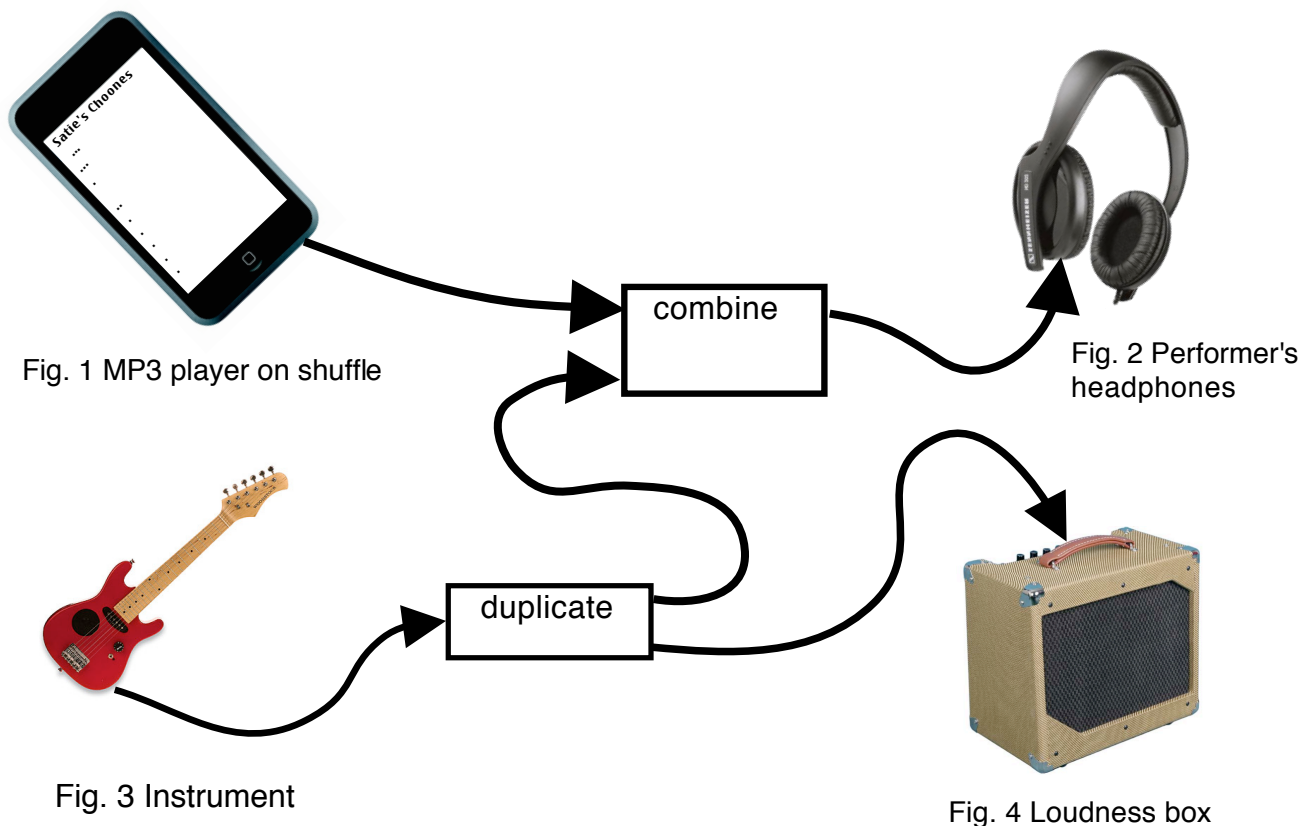 Satie's Choones
...
...
.
..
.
.
.
.
.
Fig. 1 MP3 player on shuffle
combine
SENNHEISER
Fig. 2 Performer's
headphones
duplicate
Fig. 3 Instrument
Fig. 4 Loudness box